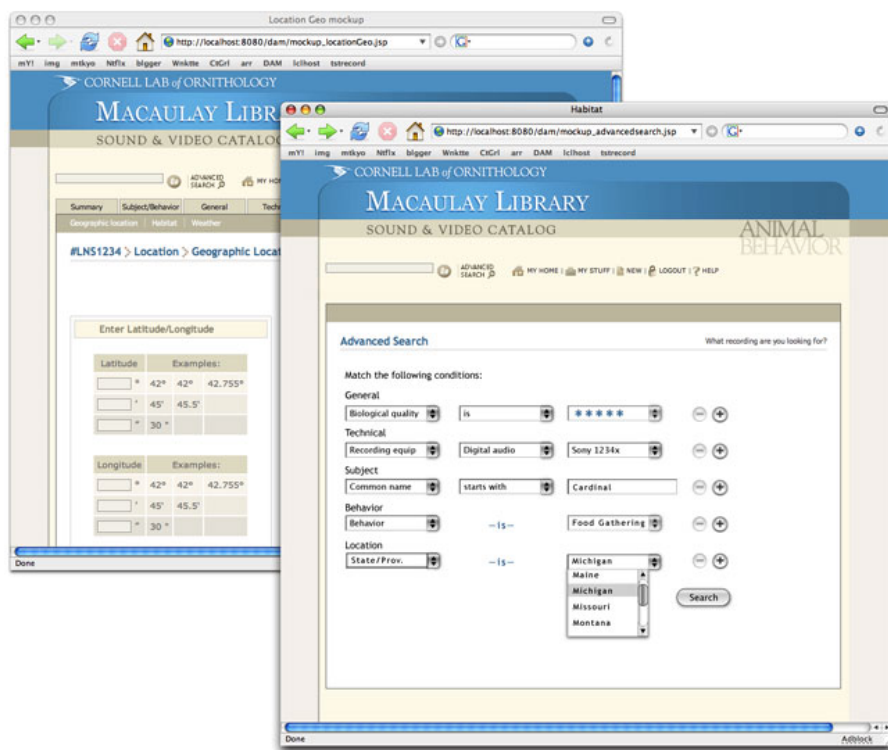 Location Geo mockup
http://localhost:8080/dam/mockup_locationGeo.jsp
mY! img mtkyo Ntflx blgger Wnktte CtGrl arr DAM lclhost tstrecord
CORNELL LAB of ORNITHOLOGY
MACAULAY LIBR
SOUND & VIDEO CATALO
ADVANCED
SEARCH
MY HO
Summary Subject/Behavior General Tech
Geographic location | Habitat | Weather
#LNS1234 > Location > Geographic Locat
Enter Latitude/Longitude
Latitude Examples:
° 42° 42° 42.755°
' 45' 45.5'
" 30 "
Longitude Examples:
° 42° 42° 42.755°
' 45' 45.5'
" 30 "
Done
Habitat
http://localhost:8080/dam/mockup_advancedsearch.jsp
mY! img mtkyo Ntflx blgger Wnktte CtGrl arr DAM lclhost tstrecord
CORNELL LAB of ORNITHOLOGY
MACAULAY LIBRARY
SOUND & VIDEO CATALOG
ANIMAL
BEHAVIOR
ADVANCED
SEARCH
MY HOME | MY STUFF | NEW | LOGOUT | ? HELP
Advanced Search What recording are you looking for?
Match the following conditions:
General
Biological quality is *****
Technical
Recording equip Digital audio Sony 1234x
Subject
Common name starts with Cardinal
Behavior
Behavior —is— Food Gathering
Location
State/Prov. —is— Michigan
Maine
Michigan
Missouri
Montana
Search
Done Adblock